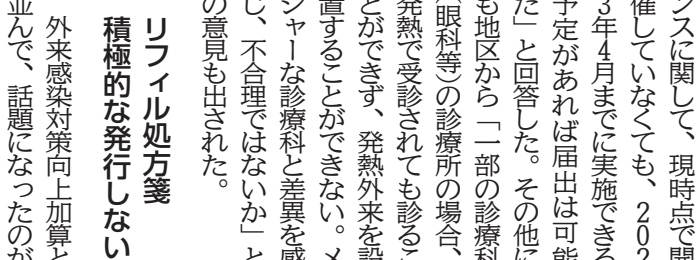 ンスに関して、現時点で開
催していなくても、202
3年4月までに実施できる
予定があれば届出は可能
た」と回答した。その他に
も地区から「一部の診療科
(眼科等)の診療所の場合、
発熱で受診されても診るこ
とができず、発熱外来を設
置することができない。メ
ジャーな診療科と差異を感
じ、不合理ではないか」と
の意見も出された。
リフィル処方箋
積極的な発行しない
外来感染対策向上加算と
並んで、話題になったのが